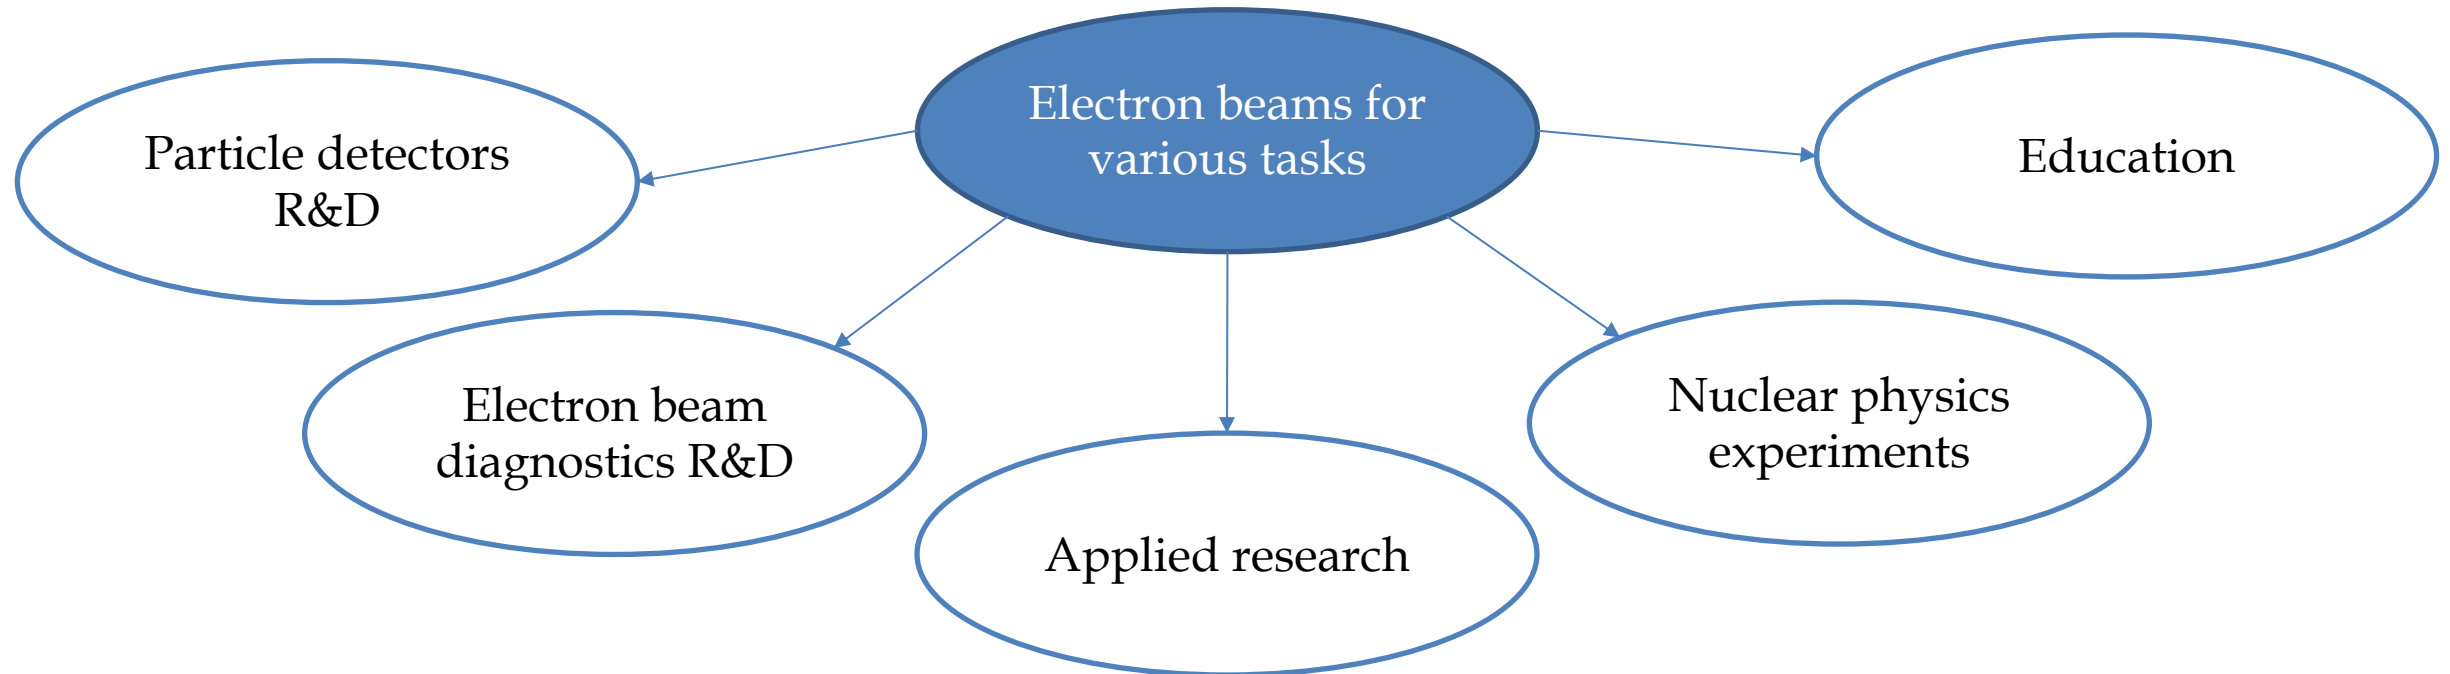 Electron beams for
various tasks
Particle detectors
R&D
Electron beam
diagnostics R&D
Applied research
Nuclear physics
experiments
Education